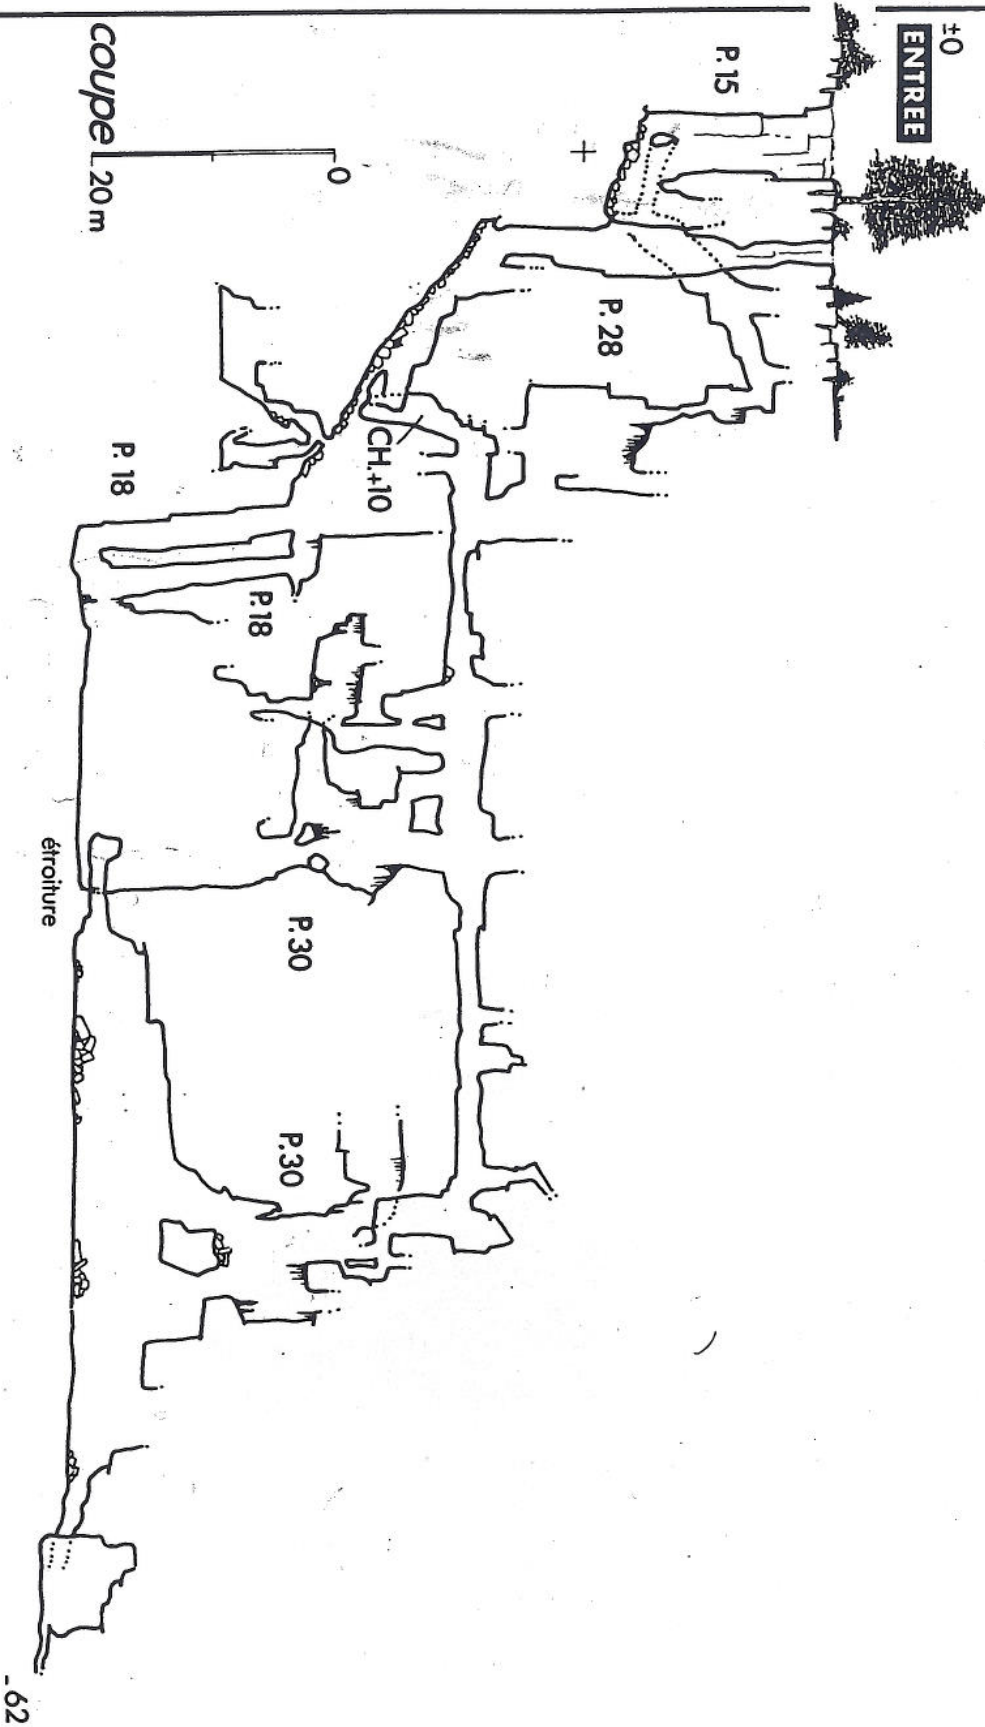 ±0
ENTREE
P.15
P.28
CH.+10
P.18
P.18
P.30
P.30
étroiture
-62
coupe
0
20 m